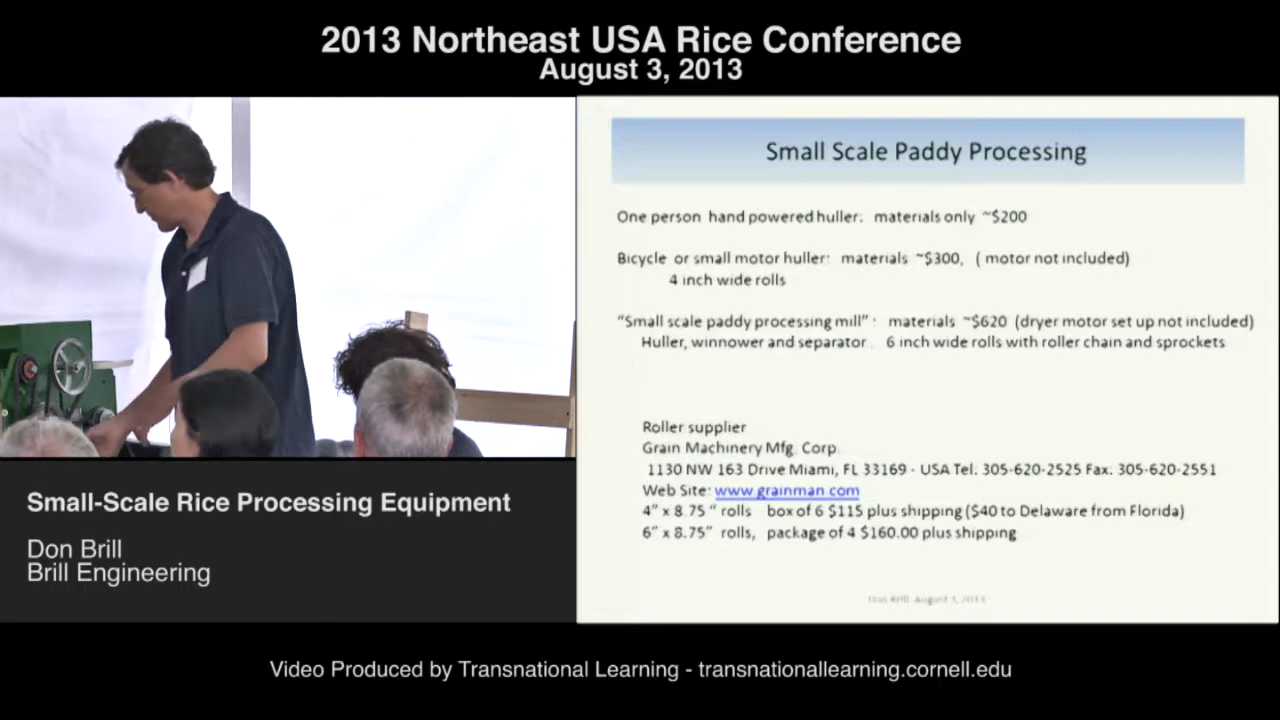 2013 Northeast USA Rice Conference
August 3, 2013
Small Scale Paddy Processing
One person hand powered huller: materials only ~$200
Bicycle or small motor huller: materials ~$300, ( motor not included)
4 inch wide rolls
“Small scale paddy processing mill” : materials ~$620 (dryer motor set up not included)
Huller, winnower and separator . 6 inch wide rolls with roller chain and sprockets
Roller supplier
Grain Machinery Mfg. Corp.
1130 NW 163 Drive Miami, FL 33169 - USA Tel. 305-620-2525 Fax. 305-620-2551
Web Site: www.grainman.com
4” x 8.75 “ rolls box of 6 $115 plus shipping ($40 to Delaware from Florida)
6” x 8.75” rolls, package of 4 $160.00 plus shipping
Don August 3, 2013
Small-Scale Rice Processing Equipment
Don Brill
Brill Engineering
Video Produced by Transnational Learning - transnationallearning.cornell.edu